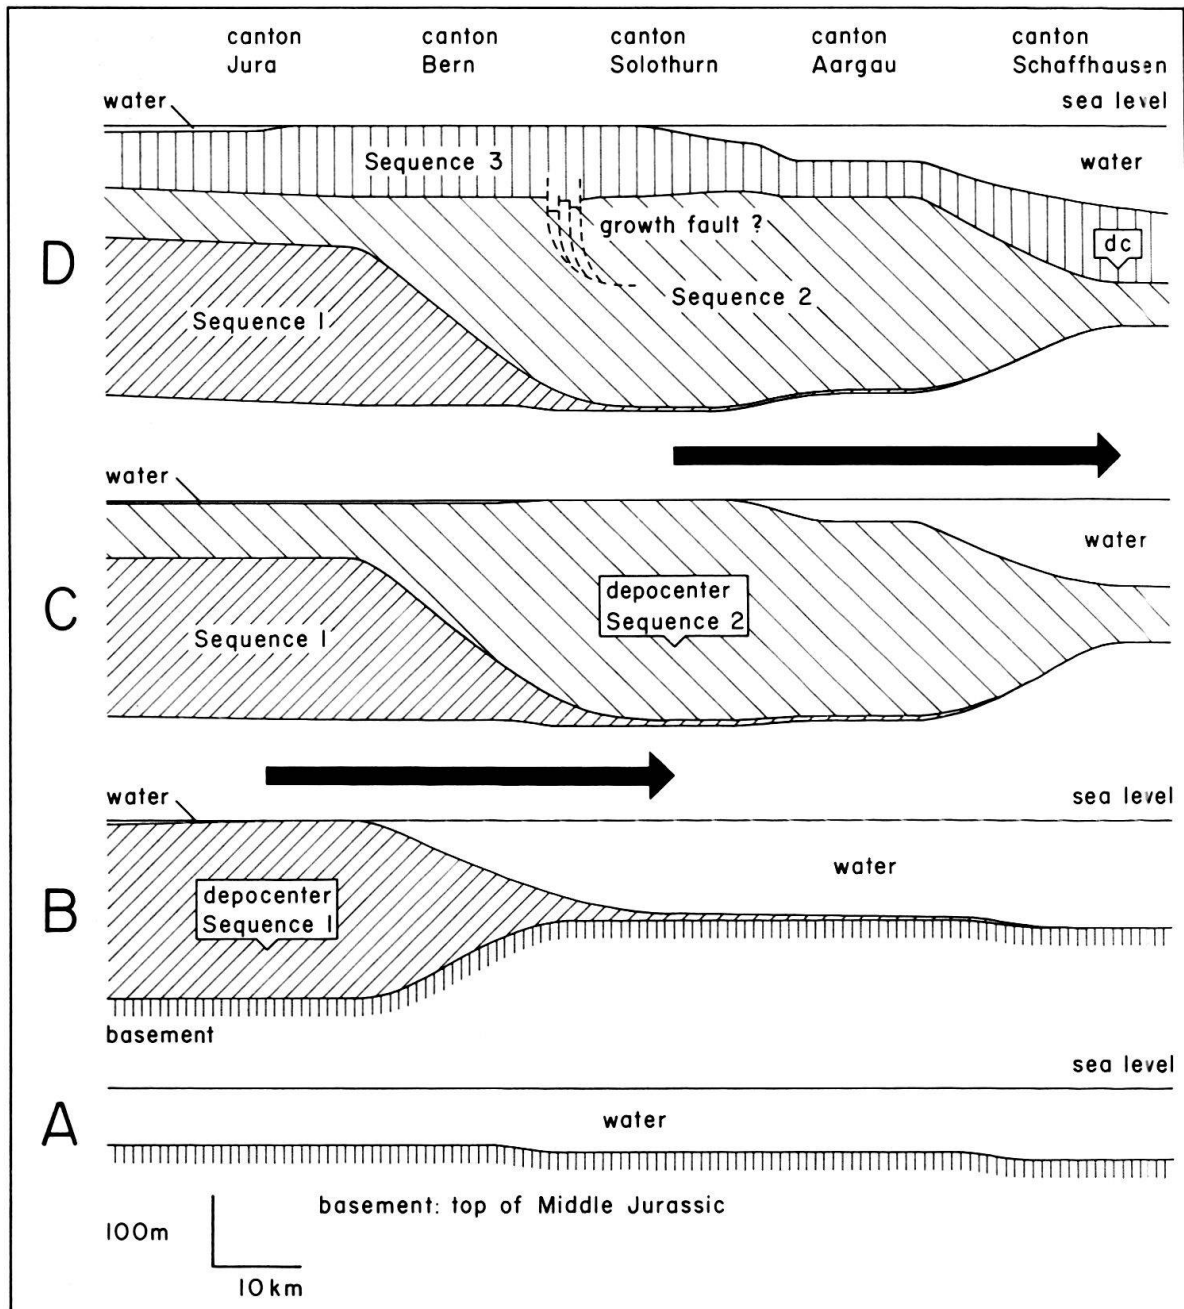 canton canton canton canton canton
Jura Bern Solothurn Aargau Schaffhausen
water sea level
Sequence 3 water
D growth fault ? dc
Sequence 1 Sequence 2
water
C water
depocenter
Sequence 1 Sequence 2
water sea level
water
B depocenter
Sequence 1
basement
sea level
A water
basement: top of Middle Jurassic
100m
10km